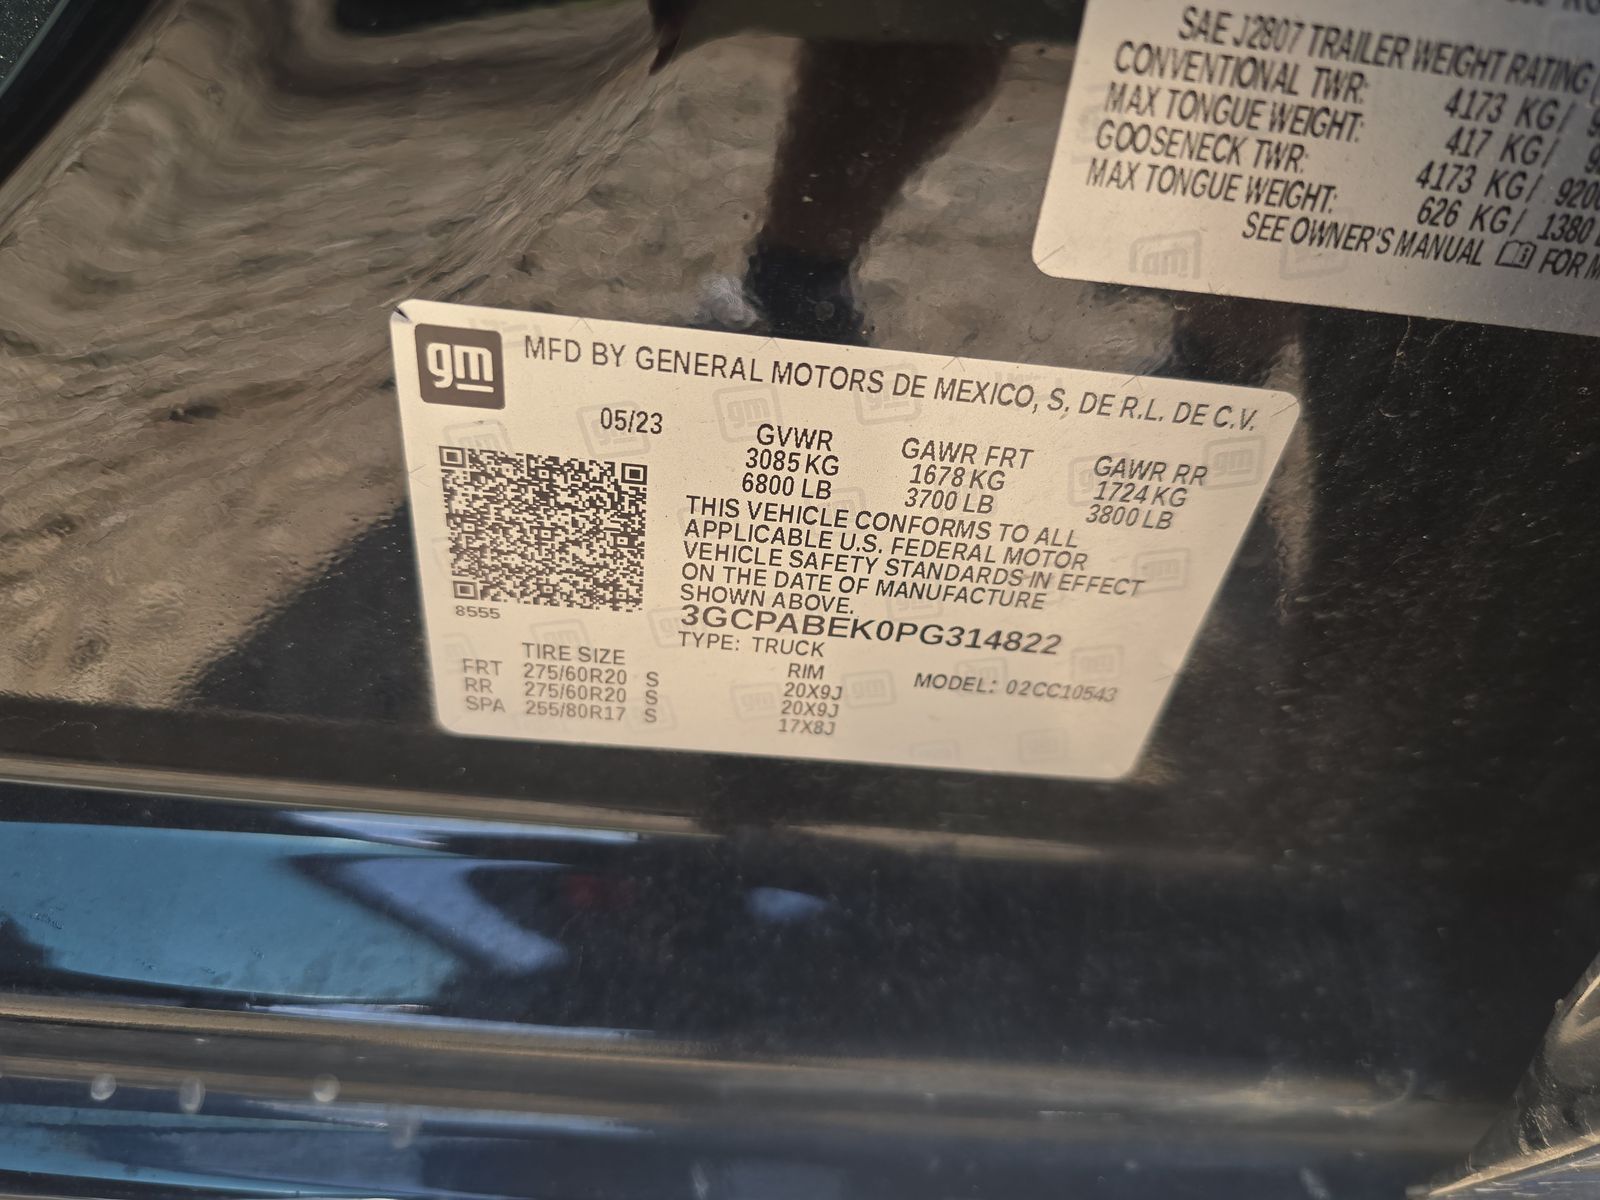 SAE J2807 TRAILER WEIGHT RATING
CONVENTIONAL TWR: 4173 KG/
MAX TONGUE WEIGHT: 417 KG/
GOOSENECK TWR: 4173 KG/ 920
MAX TONGUE WEIGHT: 626 KG/ 1380
SEE OWNER'S MANUAL FOR
gm
MFD BY GENERAL MOTORS DE MEXICO, S. DE R.L. DE C.V.
05/23
GVWR GAWR FRT GAWR RR
3085 KG 1678 KG 1724 KG
6800 LB 3700 LB 3800 LB
THIS VEHICLE CONFORMS TO ALL
APPLICABLE U.S. FEDERAL MOTOR
VEHICLE SAFETY STANDARDS IN EFFECT
ON THE DATE OF MANUFACTURE
SHOWN ABOVE.
8555
3GCPABEK0PG314822
TYPE: TRUCK
TIRE SIZE RIM MODEL: 02CC10543
FRT 275/60R20 S 20X9J
RR 275/60R20 S 20X9J
SPA 255/80R17 S 17X8J